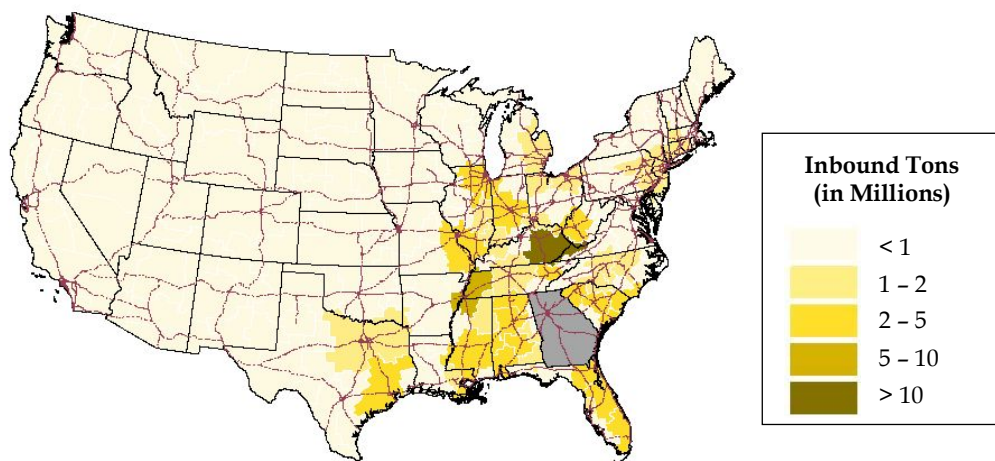 Inbound Tons
(in Millions)
< 1
1 – 2
2 – 5
5 – 10
> 10